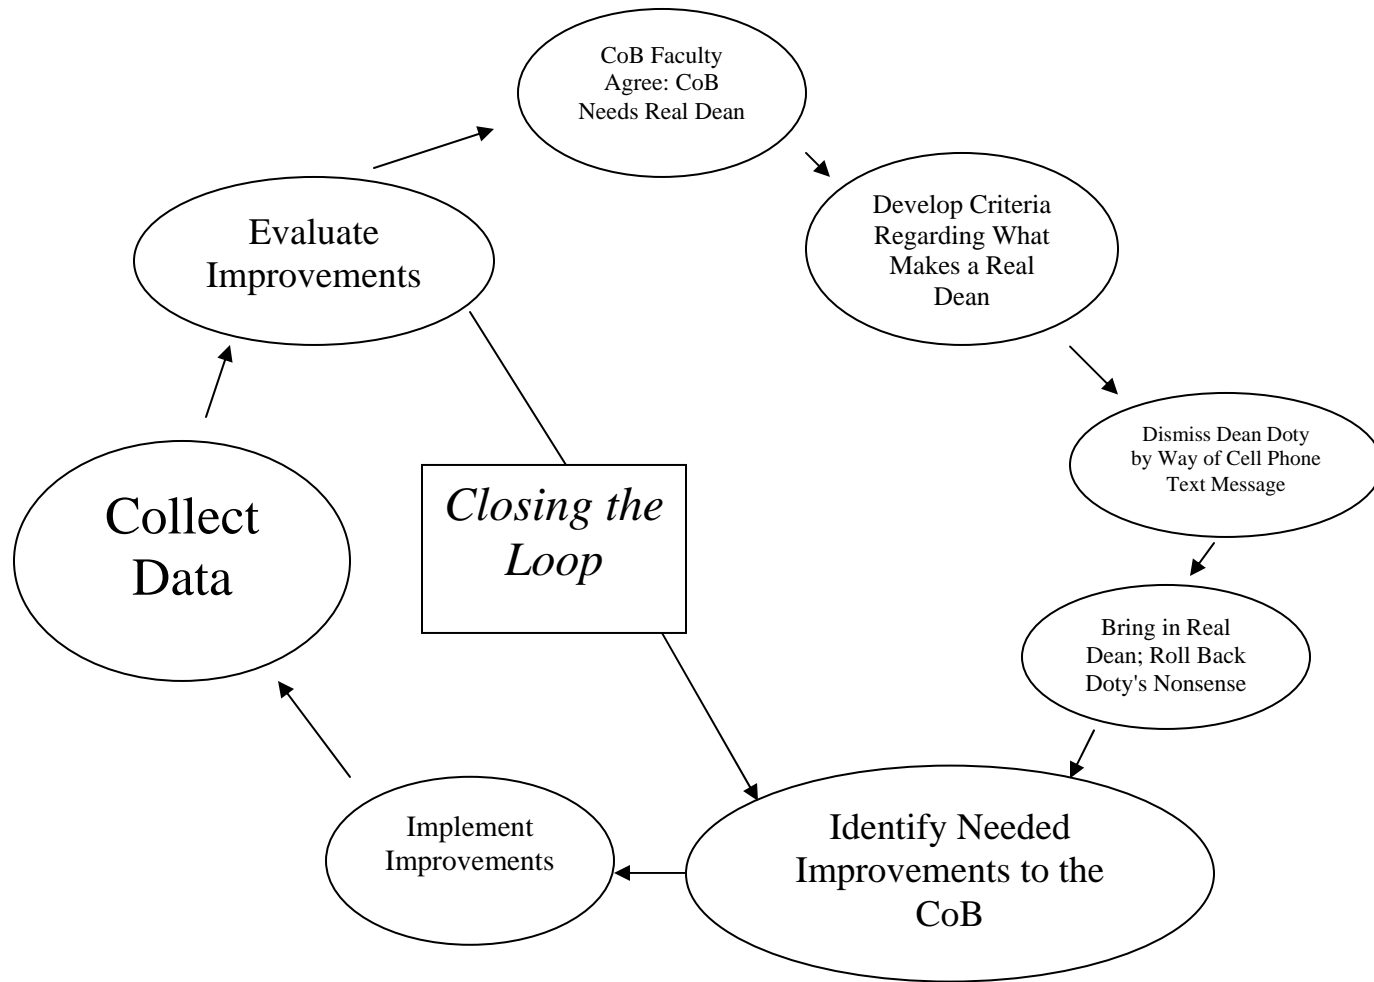 CoB Faculty
Agree: CoB
Needs Real Dean
Develop Criteria
Regarding What
Makes a Real
Dean
Dismiss Dean Doty
by Way of Cell Phone
Text Message
Bring in Real
Dean; Roll Back
Doty's Nonsense
Identify Needed
Improvements to the
CoB
Implement
Improvements
Collect
Data
Evaluate
Improvements
Closing the
Loop